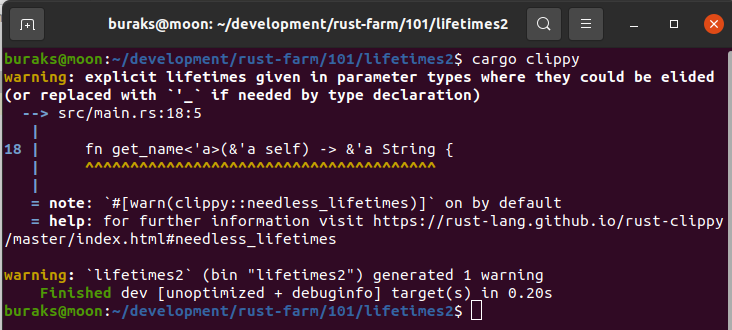 buraks@moon: ~/development/rust-farm/101/lifetimes2
buraks@moon:~/development/rust-farm/101/lifetimes2$ cargo clippy
warning: explicit lifetimes given in parameter types where they could be elided
(or replaced with `'_` if needed by type declaration)
  --> src/main.rs:18:5
   |
18 |     fn get_name<'a>(&'a self) -> &'a String {
   |     ^^^^^^^^^^^^^^^^^^^^^^^^^^^^^^^^^^^^^^^
   |
   = note: `#[warn(clippy::needless_lifetimes)]` on by default
   = help: for further information visit https://rust-lang.github.io/rust-clippy
/master/index.html#needless_lifetimes
warning: `lifetimes2` (bin "lifetimes2") generated 1 warning
    Finished dev [unoptimized + debuginfo] target(s) in 0.20s
buraks@moon:~/development/rust-farm/101/lifetimes2$